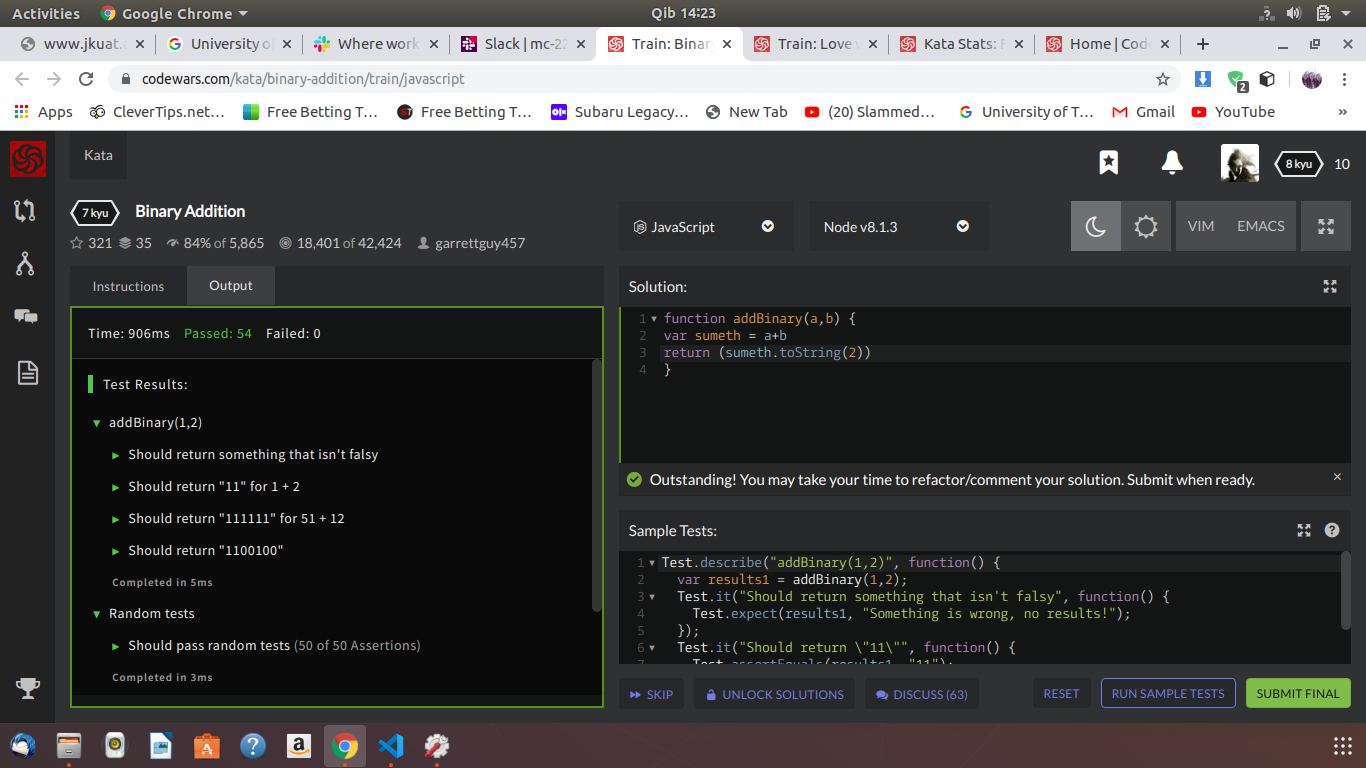 Activities Google Chrome Qib 14:23
www.jkuat. University of Where work Slack | mc-22 Train: Binary Train: Love Kata Stats: Home | Code
codewars.com/kata/binary-addition/train/javascript 2
Apps CleverTips.net... Free Betting T... Free Betting T... Subaru Legacy... New Tab (20) Slammed... University of T... Gmail YouTube »
Kata 8 kyu 10
7 kyu Binary Addition
JavaScript Node v8.1.3 VIM EMACS
321 35 84% of 5,865 18,401 of 42,424 garrettguy457
Instructions Output
Time: 906ms Passed: 54 Failed: 0
Test Results:
addBinary(1,2)
Should return something that isn't falsy
Should return "11" for 1 + 2
Should return "111111" for 51 + 12
Should return "1100100"
Completed in 5ms
Random tests
Should pass random tests (50 of 50 Assertions)
Completed in 3ms
Solution:
1 function addBinary(a,b) {
2 var sumeth = a+b
3 return (sumeth.toString(2))
4 }
Outstanding! You may take your time to refactor/comment your solution. Submit when ready.
Sample Tests:
1 Test.describe("addBinary(1,2)", function() {
2 var results1 = addBinary(1,2);
3 Test.it("Should return something that isn't falsy", function() {
4 Test.expect(results1, "Something is wrong, no results!");
5 });
6 Test.it("Should return \"11\"", function() {
7 Test.assertEquals(results1, "11");
SKIP UNLOCK SOLUTIONS DISCUSS (63) RESET RUN SAMPLE TESTS SUBMIT FINAL